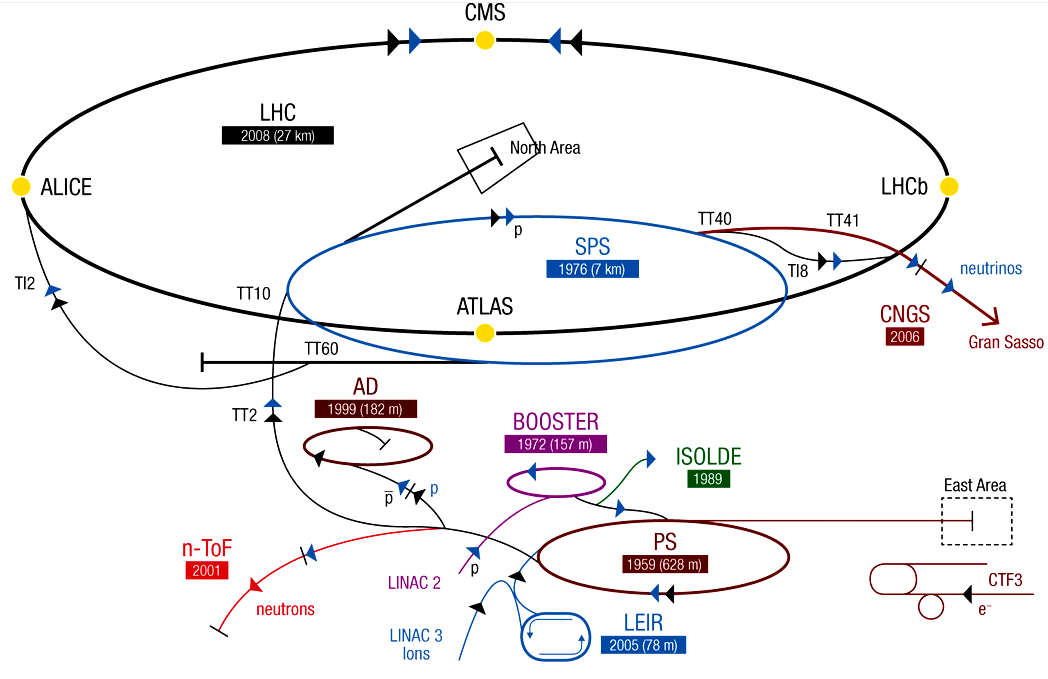 CMS
LHC
2008 (27 km)
North Area
ALICE
LHCb
TT40
TT41
p
SPS
1976 (7 km)
TI8
neutrinos
TI2
TT10
ATLAS
CNGS
2006
Gran Sasso
TT60
AD
1999 (182 m)
TT2
BOOSTER
1972 (157 m)
ISOLDE
1989
p̅
p
East Area
n-ToF
2001
PS
1959 (628 m)
p
LINAC 2
neutrons
CTF3
e⁻
LEIR
2005 (78 m)
LINAC 3
Ions